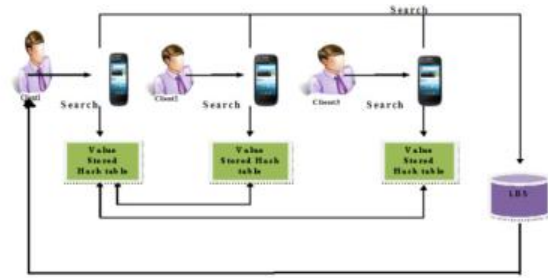 Search
Client1
Client2
Client3
Search
Search
Search
Value
Stored
Hash table
Value
Stored Hash
table
Value
Stored
Hash table
LBS